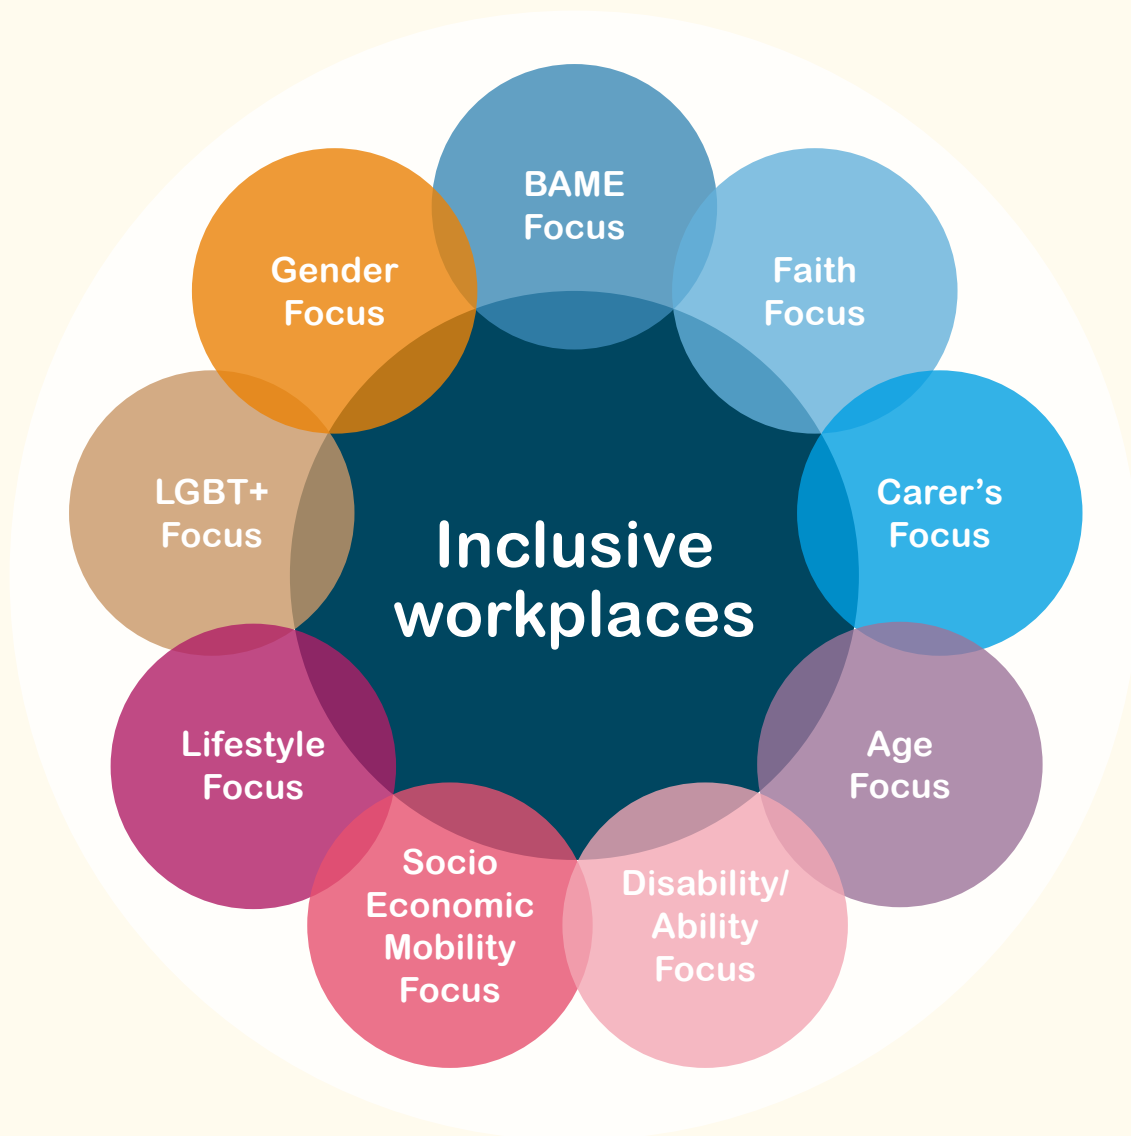 BAME
Focus
Faith
Focus
Carer’s
Focus
Age
Focus
Disability/
Ability
Focus
Socio
Economic
Mobility
Focus
Lifestyle
Focus
LGBT+
Focus
Gender
Focus
Inclusive
workplaces